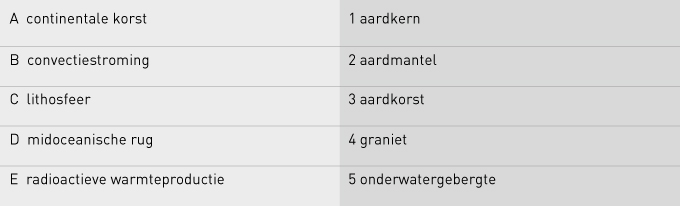 A continentale korst 1 aardkern
B convectiestroming 2 aardmantel
C lithosfeer 3 aardkorst
D midoceanische rug 4 graniet
E radioactieve warmteproductie 5 onderwatergebergte